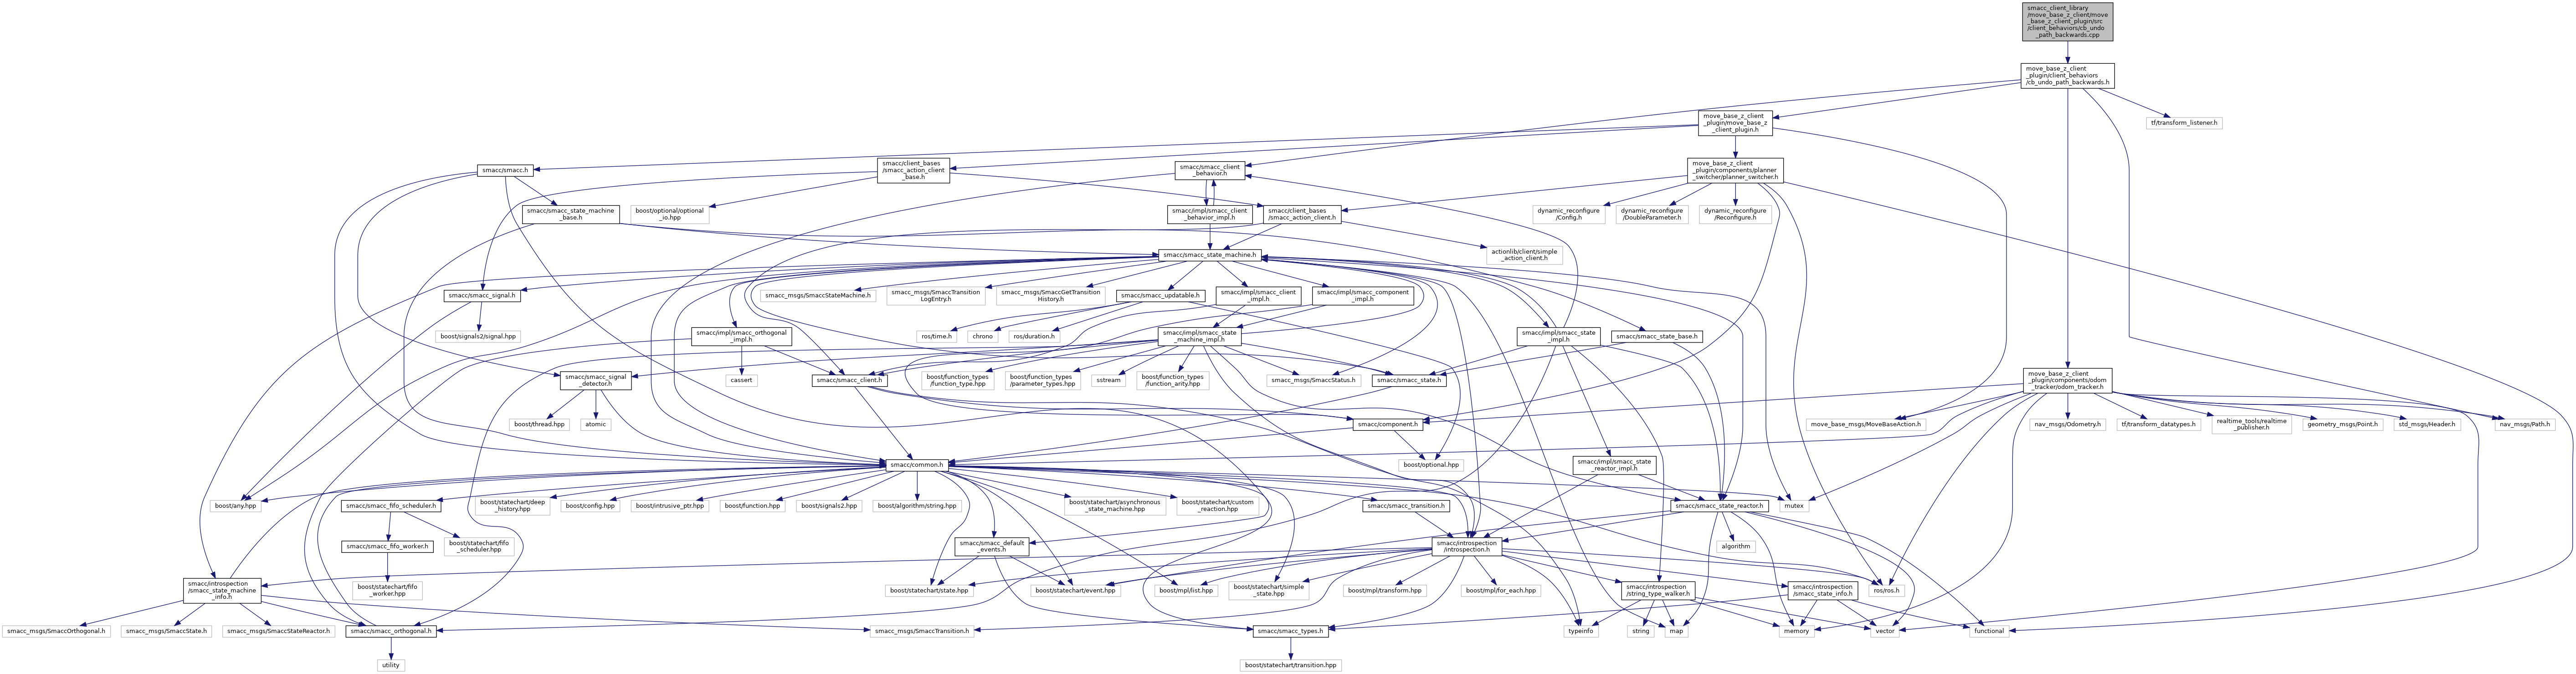 smacc_client_library
/move_base_z_client/move
_base_z_client_plugin/src
/client_behaviors/cb_undo
_path_backwards.cpp
move_base_z_client
_plugin/client_behaviors
/cb_undo_path_backwards.h
move_base_z_client
_plugin/move_base_z
_client_plugin.h
tf/transform_listener.h
smacc/smacc.h
smacc/client_bases
/smacc_action_client
_base.h
smacc/smacc_client
_behavior.h
move_base_z_client
_plugin/components/planner
_switcher/planner_switcher.h
smacc/smacc_state_machine
_base.h
boost/optional/optional
_io.hpp
smacc/impl/smacc_client
_behavior_impl.h
smacc/client_bases
/smacc_action_client.h
dynamic_reconfigure
/Config.h
dynamic_reconfigure
/DoubleParameter.h
dynamic_reconfigure
/Reconfigure.h
smacc/smacc_state_machine.h
actionlib/client/simple
_action_client.h
smacc/smacc_signal.h
smacc_msgs/SmaccStateMachine.h
smacc_msgs/SmaccTransition
LogEntry.h
smacc_msgs/SmaccGetTransition
History.h
smacc/smacc_updatable.h
smacc/impl/smacc_client
_impl.h
smacc/impl/smacc_component
_impl.h
boost/signals2/signal.hpp
smacc/impl/smacc_orthogonal
_impl.h
ros/time.h
chrono
ros/duration.h
smacc/impl/smacc_state
_machine_impl.h
smacc/impl/smacc_state
_impl.h
smacc/smacc_state_base.h
smacc/smacc_signal
_detector.h
cassert
smacc/smacc_client.h
boost/function_types
/function_type.hpp
boost/function_types
/parameter_types.hpp
sstream
boost/function_types
/function_arity.hpp
smacc_msgs/SmaccStatus.h
smacc/smacc_state.h
move_base_z_client
_plugin/components/odom
_tracker/odom_tracker.h
boost/thread.hpp
atomic
smacc/component.h
move_base_msgs/MoveBaseAction.h
nav_msgs/Odometry.h
tf/transform_datatypes.h
realtime_tools/realtime
_publisher.h
geometry_msgs/Point.h
std_msgs/Header.h
nav_msgs/Path.h
smacc/common.h
boost/optional.hpp
smacc/impl/smacc_state
_reactor_impl.h
boost/any.hpp
smacc/smacc_fifo_scheduler.h
boost/statechart/deep
_history.hpp
boost/config.hpp
boost/intrusive_ptr.hpp
boost/function.hpp
boost/signals2.hpp
boost/algorithm/string.hpp
boost/statechart/asynchronous
_state_machine.hpp
boost/statechart/custom
_reaction.hpp
smacc/smacc_transition.h
smacc/smacc_state_reactor.h
mutex
smacc/smacc_fifo_worker.h
boost/statechart/fifo
_scheduler.hpp
smacc/smacc_default
_events.h
smacc/introspection
/introspection.h
algorithm
smacc/introspection
/smacc_state_machine
_info.h
boost/statechart/fifo
_worker.hpp
boost/statechart/state.hpp
boost/statechart/event.hpp
boost/mpl/list.hpp
boost/statechart/simple
_state.hpp
boost/mpl/transform.hpp
boost/mpl/for_each.hpp
smacc/introspection
/string_type_walker.h
smacc/introspection
/smacc_state_info.h
ros/ros.h
smacc_msgs/SmaccOrthogonal.h
smacc_msgs/SmaccState.h
smacc_msgs/SmaccStateReactor.h
smacc/smacc_orthogonal.h
smacc_msgs/SmaccTransition.h
smacc/smacc_types.h
typeinfo
string
map
memory
vector
functional
utility
boost/statechart/transition.hpp